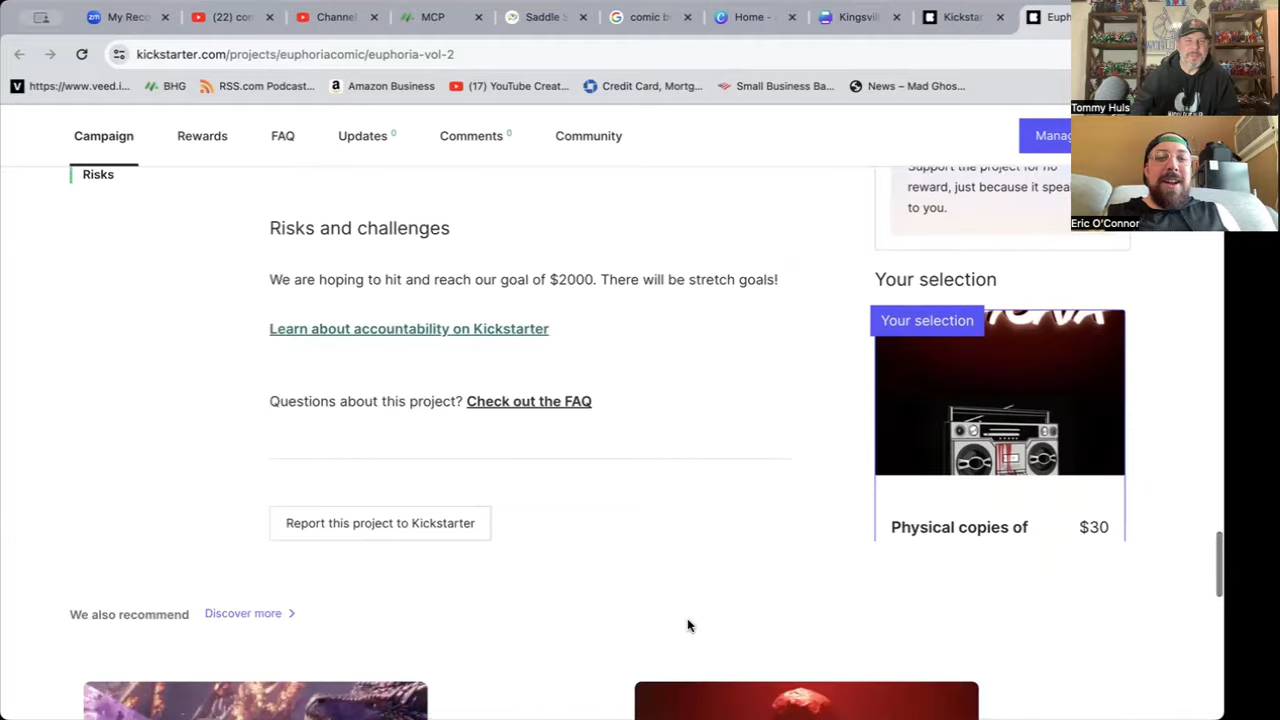 My Reco
(22) con
Channel
MCP
Saddle S
comic b
Home -
Kingsvill
Kickstar
Euph
kickstarter.com/projects/euphoriacomic/euphoria-vol-2
https://www.veed.i...
BHG
RSS.com Podcast...
Amazon Business
(17) YouTube Creat...
Credit Card, Mortg...
Small Business Ba...
News – Mad Ghos...
Campaign
Rewards
FAQ
Updates 0
Comments 0
Community
Manag
Tommy Huls
Eric O'Connor
Risks
Risks and challenges
We are hoping to hit and reach our goal of $2000. There will be stretch goals!
Learn about accountability on Kickstarter
Questions about this project? Check out the FAQ
Report this project to Kickstarter
Support the project for no
reward, just because it spea
to you.
Your selection
Your selection
Physical copies of $30
We also recommend
Discover more